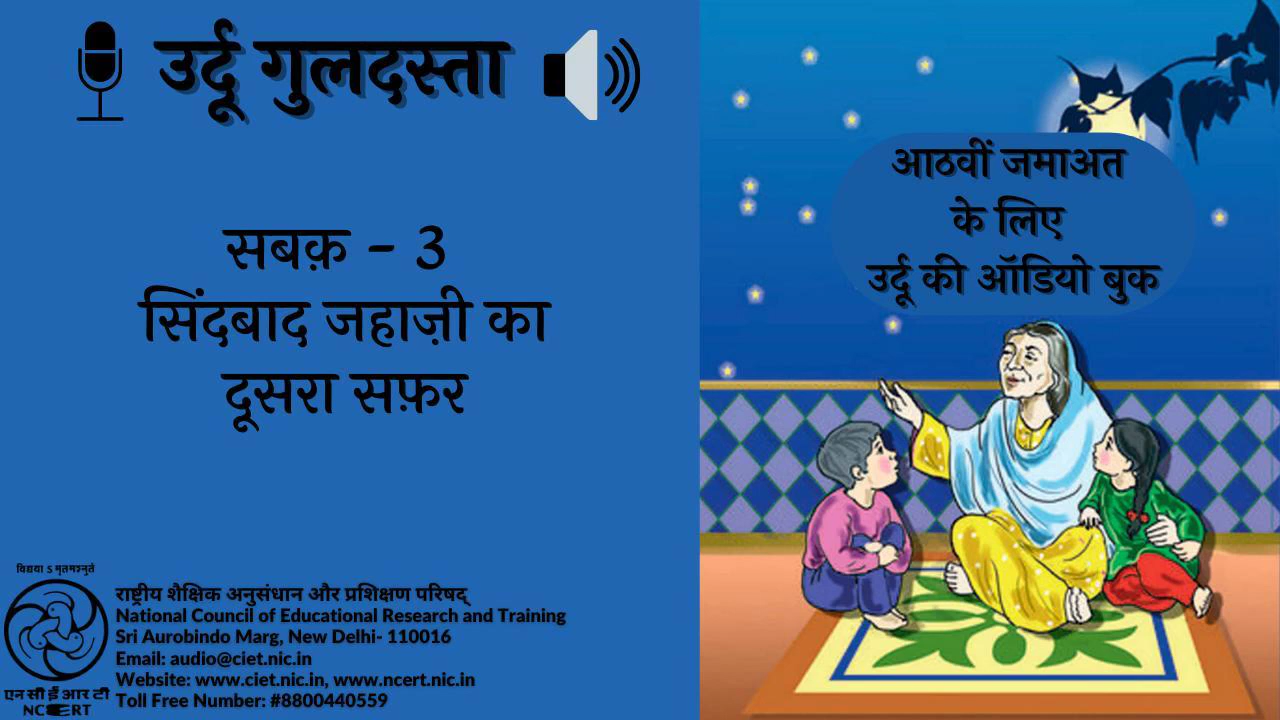 उर्दू गुलदस्ता
सबक़ - 3
सिंदबाद जहाज़ी का
दूसरा सफ़र
आठवीं जमाअत
के लिए
उर्दू की ऑडियो बुक
विद्यया ऽ मृतमश्नुते
एन सी ई आर टी
NCERT
राष्ट्रीय शैक्षिक अनुसंधान और प्रशिक्षण परिषद्
National Council of Educational Research and Training
Sri Aurobindo Marg, New Delhi- 110016
Email: audio@ciet.nic.in
Website: www.ciet.nic.in, www.ncert.nic.in
Toll Free Number: #8800440559